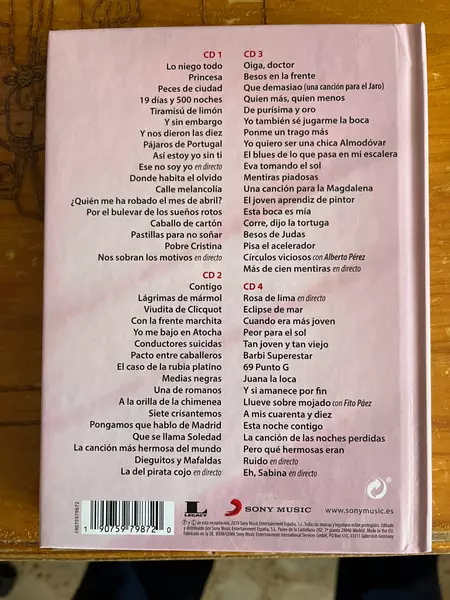 CD 1
Lo niego todo
Princesa
Peces de ciudad
19 días y 500 noches
Tiramisú de limón
Y sin embargo
Y nos dieron las diez
Pájaros de Portugal
Así estoy yo sin ti
Ese no soy yo en directo
Donde habita el olvido
Calle melancolía
¿Quién me ha robado el mes de abril?
Por el bulevar de los sueños rotos
Caballo de cartón
Pastillas para no soñar
Pobre Cristina
Nos sobran los motivos en directo
CD 2
Contigo
Lágrimas de mármol
Viudita de Clicquot
Con la frente marchita
Yo me bajo en Atocha
Conductores suicidas
Pacto entre caballeros
El caso de la rubia platino
Medias negras
Una de romanos
A la orilla de la chimenea
Siete crisantemos
Pongamos que hablo de Madrid
Que se llama Soledad
La canción más hermosa del mundo
Dieguitos y Mafaldas
La del pirata cojo en directo
CD 3
Oiga, doctor
Besos en la frente
Que demasiao (una canción para el Jaro)
Quien más, quien menos
De purísima y oro
Yo también sé jugarme la boca
Ponme un trago más
Yo quiero ser una chica Almodóvar
El blues de lo que pasa en mi escalera
Eva tomando el sol
Mentiras piadosas
Una canción para la Magdalena
El joven aprendiz de pintor
Esta boca es mía
Corre, dijo la tortuga
Besos de Judas
Pisa el acelerador
Círculos viciosos con Alberto Pérez
Más de cien mentiras en directo
CD 4
Rosa de lima en directo
Eclipse de mar
Cuando era más joven
Peor para el sol
Tan joven y tan viejo
Barbi Superestar
69 Punto G
Juana la loca
Y si amanece por fin
Llueve sobre mojado con Fito Páez
A mis cuarenta y diez
Esta noche contigo
La canción de las noches perdidas
Pero qué hermosas eran
Ruido en directo
Eh, Sabina en directo
19075979872
1 90759 79872 0
L
LEGACY
SONY MUSIC
www.sonymusic.es